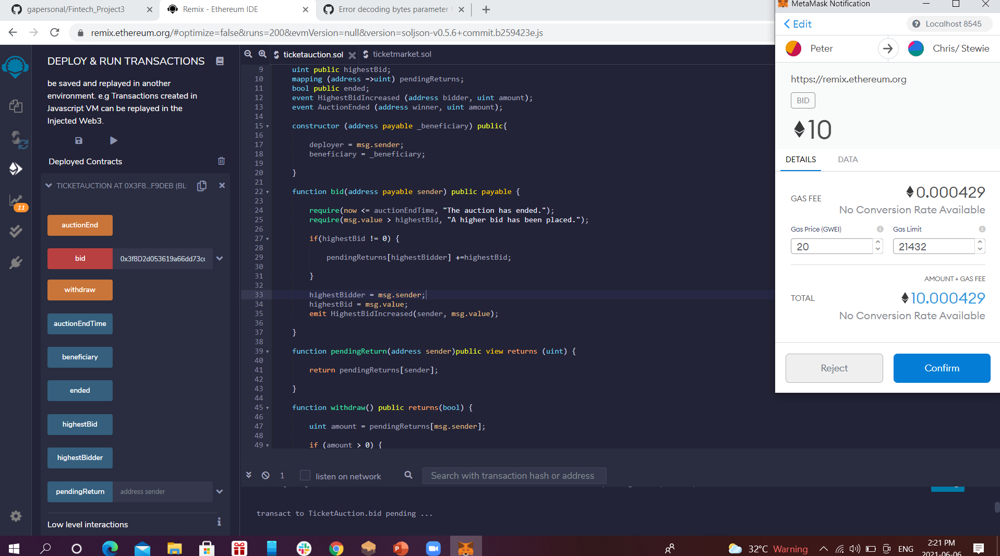 gapersonal/Fintech_Project3
Remix - Ethereum IDE
Error decoding bytes parameter
remix.ethereum.org/#optimize=false&runs=200&evmVersion=null&version=soljson-v0.5.6+commit.b259423e.js
DEPLOY & RUN TRANSACTIONS
be saved and replayed in another
environment. e.g Transactions created in
Javascript VM can be replayed in the
Injected Web3.
Deployed Contracts
TICKETAUCTION AT 0X3F8...F9DEB (BL
11
auctionEnd
bid 0x3f8D2d053619a66dd73cc
withdraw
auctionEndTime
beneficiary
ended
highestBid
highestBidder
pendingReturn address sender
Low level interactions
ticketauction.sol
ticketmarket.sol
9 uint public highestBid;
10 mapping (address =>uint) pendingReturns;
11 bool public ended;
12 event HighestBidIncreased (address bidder, uint amount);
13 event AuctionEnded (address winner, uint amount);
14
15 constructor (address payable _beneficiary) public{
16
17 deployer = msg.sender;
18 beneficiary = _beneficiary;
19
20 }
21
22 function bid(address payable sender) public payable {
23
24 require(now <= auctionEndTime, "The auction has ended.");
25 require(msg.value > highestBid, "A higher bid has been placed.");
26
27 if(highestBid != 0) {
28
29 pendingReturns[highestBidder] +=highestBid;
30
31 }
32
33 highestBidder = msg.sender;
34 highestBid = msg.value;
35 emit HighestBidIncreased(sender, msg.value);
36
37 }
38
39 function pendingReturn(address sender)public view returns (uint) {
40
41 return pendingReturns[sender];
42
43 }
44
45 function withdraw() public returns(bool) {
46
47 uint amount = pendingReturns[msg.sender];
48
49 if (amount > 0) {
1 listen on network Search with transaction hash or address
transact to TicketAuction.bid pending ...
MetaMask Notification
Edit
Localhost 8545
Peter
Chris/ Stewie
https://remix.ethereum.org
BID
10
DETAILS DATA
GAS FEE
0.000429
No Conversion Rate Available
Gas Price (GWEI) Gas Limit
20 21432
AMOUNT + GAS FEE
TOTAL
10.000429
No Conversion Rate Available
Reject Confirm
32°C Warning
ENG
2:21 PM
2021-06-06